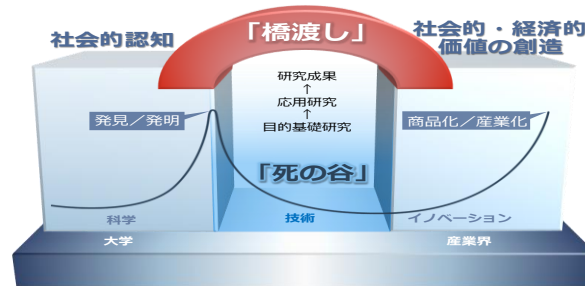 「橋渡し」
社会的認知
社会的・経済的
価値の創造
研究成果
↑
応用研究
↑
目的基礎研究
発見／発明
商品化／産業化
「死の谷」
科学
技術
イノベーション
大学
産業界